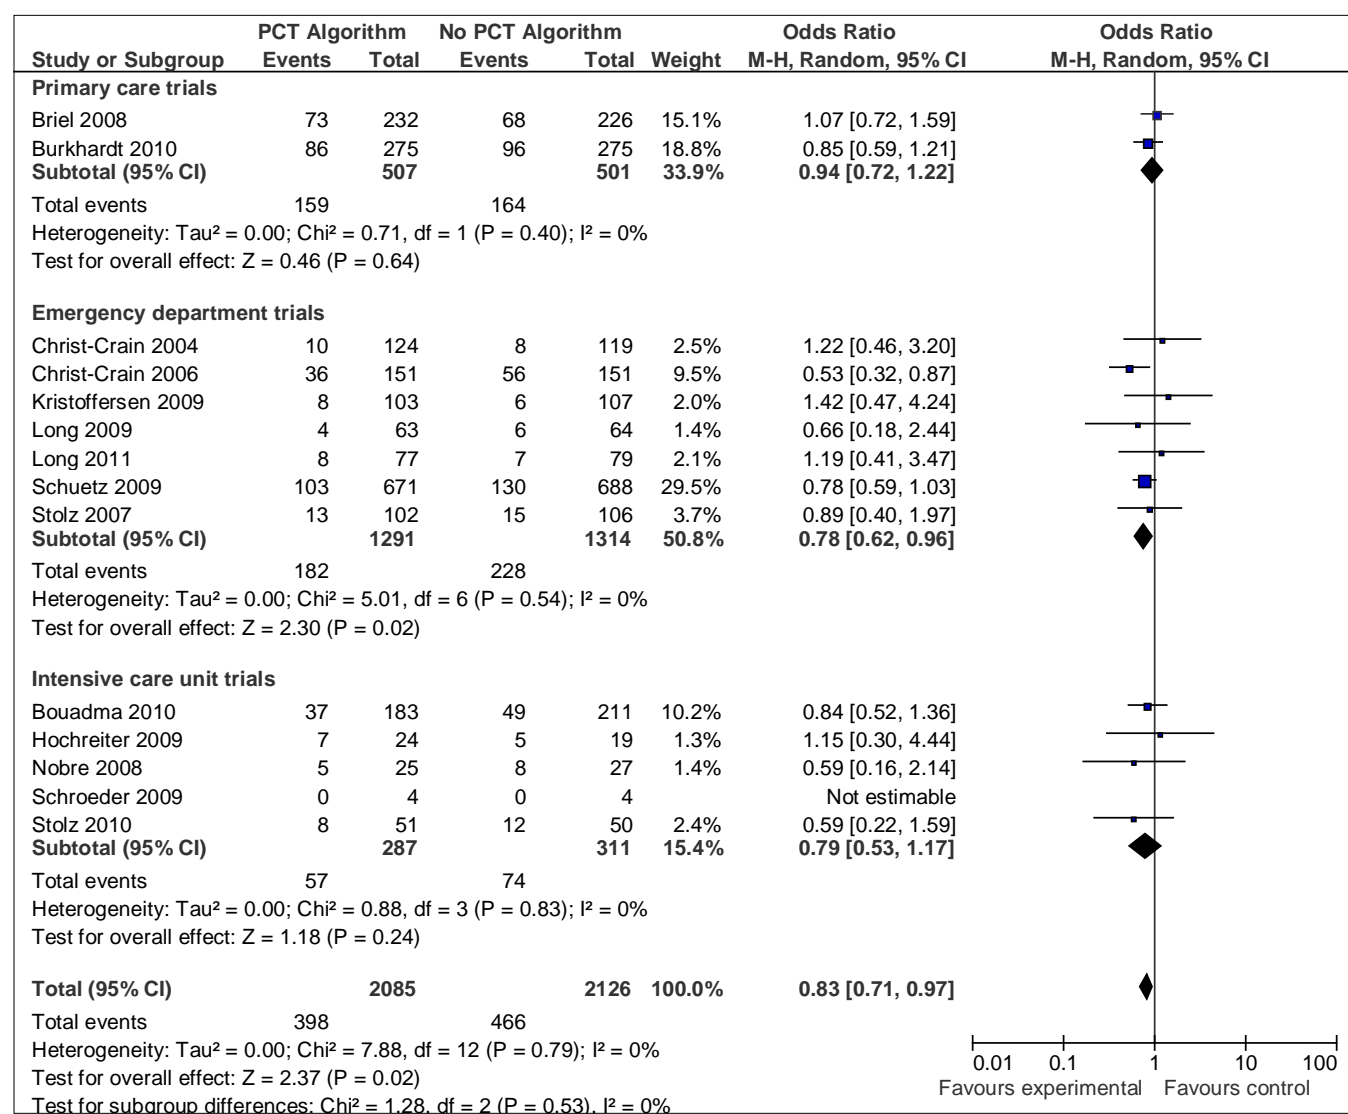 PCT Algorithm No PCT Algorithm Odds Ratio Odds Ratio
Study or Subgroup Events Total Events Total Weight M-H, Random, 95% CI M-H, Random, 95% CI
Primary care trials
Briel 2008 73 232 68 226 15.1% 1.07 [0.72, 1.59]
Burkhardt 2010 86 275 96 275 18.8% 0.85 [0.59, 1.21]
Subtotal (95% CI) 507 501 33.9% 0.94 [0.72, 1.22]
Total events 159 164
Heterogeneity: Tau² = 0.00; Chi² = 0.71, df = 1 (P = 0.40); I² = 0%
Test for overall effect: Z = 0.46 (P = 0.64)
Emergency department trials
Christ-Crain 2004 10 124 8 119 2.5% 1.22 [0.46, 3.20]
Christ-Crain 2006 36 151 56 151 9.5% 0.53 [0.32, 0.87]
Kristoffersen 2009 8 103 6 107 2.0% 1.42 [0.47, 4.24]
Long 2009 4 63 6 64 1.4% 0.66 [0.18, 2.44]
Long 2011 8 77 7 79 2.1% 1.19 [0.41, 3.47]
Schuetz 2009 103 671 130 688 29.5% 0.78 [0.59, 1.03]
Stolz 2007 13 102 15 106 3.7% 0.89 [0.40, 1.97]
Subtotal (95% CI) 1291 1314 50.8% 0.78 [0.62, 0.96]
Total events 182 228
Heterogeneity: Tau² = 0.00; Chi² = 5.01, df = 6 (P = 0.54); I² = 0%
Test for overall effect: Z = 2.30 (P = 0.02)
Intensive care unit trials
Bouadma 2010 37 183 49 211 10.2% 0.84 [0.52, 1.36]
Hochreiter 2009 7 24 5 19 1.3% 1.15 [0.30, 4.44]
Nobre 2008 5 25 8 27 1.4% 0.59 [0.16, 2.14]
Schroeder 2009 0 4 0 4 Not estimable
Stolz 2010 8 51 12 50 2.4% 0.59 [0.22, 1.59]
Subtotal (95% CI) 287 311 15.4% 0.79 [0.53, 1.17]
Total events 57 74
Heterogeneity: Tau² = 0.00; Chi² = 0.88, df = 3 (P = 0.83); I² = 0%
Test for overall effect: Z = 1.18 (P = 0.24)
Total (95% CI) 2085 2126 100.0% 0.83 [0.71, 0.97]
Total events 398 466
Heterogeneity: Tau² = 0.00; Chi² = 7.88, df = 12 (P = 0.79); I² = 0%
Test for overall effect: Z = 2.37 (P = 0.02)
Test for subgroup differences: Chi² = 1.28, df = 2 (P = 0.53), I² = 0%
0.01 0.1 1 10 100
Favours experimental Favours control